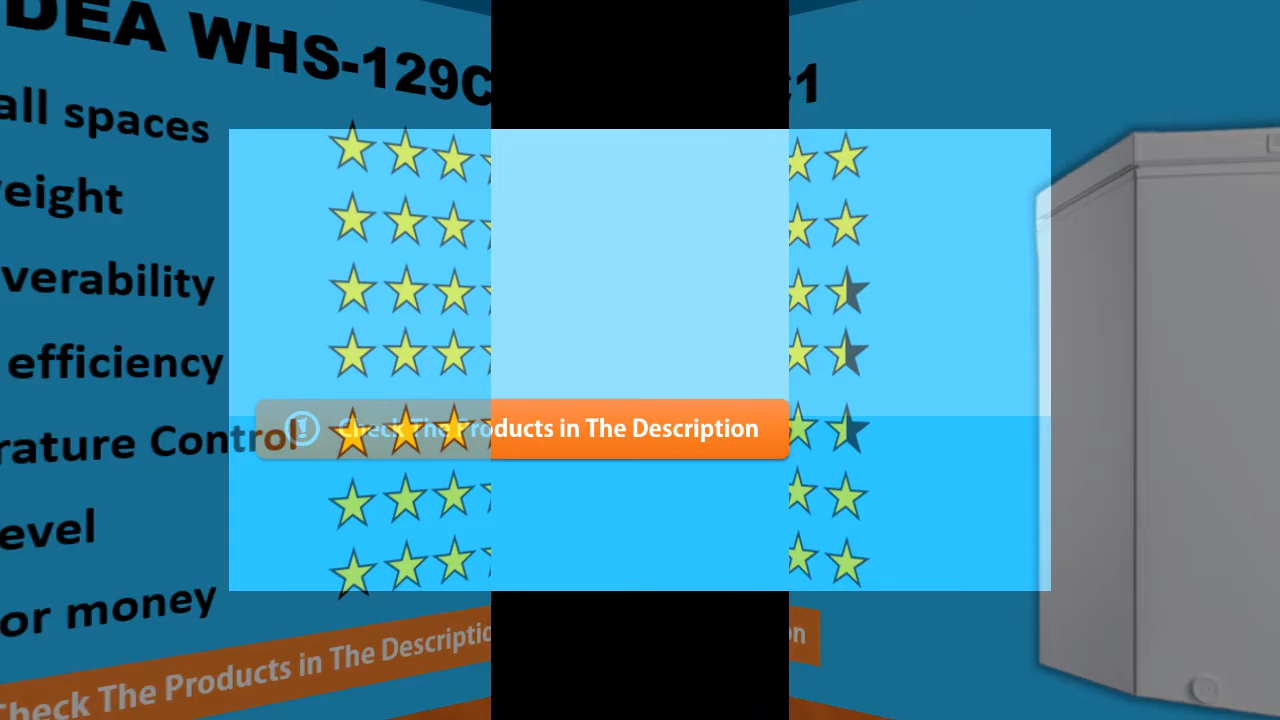 DEA WHS-129C 1
all spaces
eight
verability
efficiency
rature Control
Check The Products in The Description
evel
or money
Check The Products in The Descriptio on